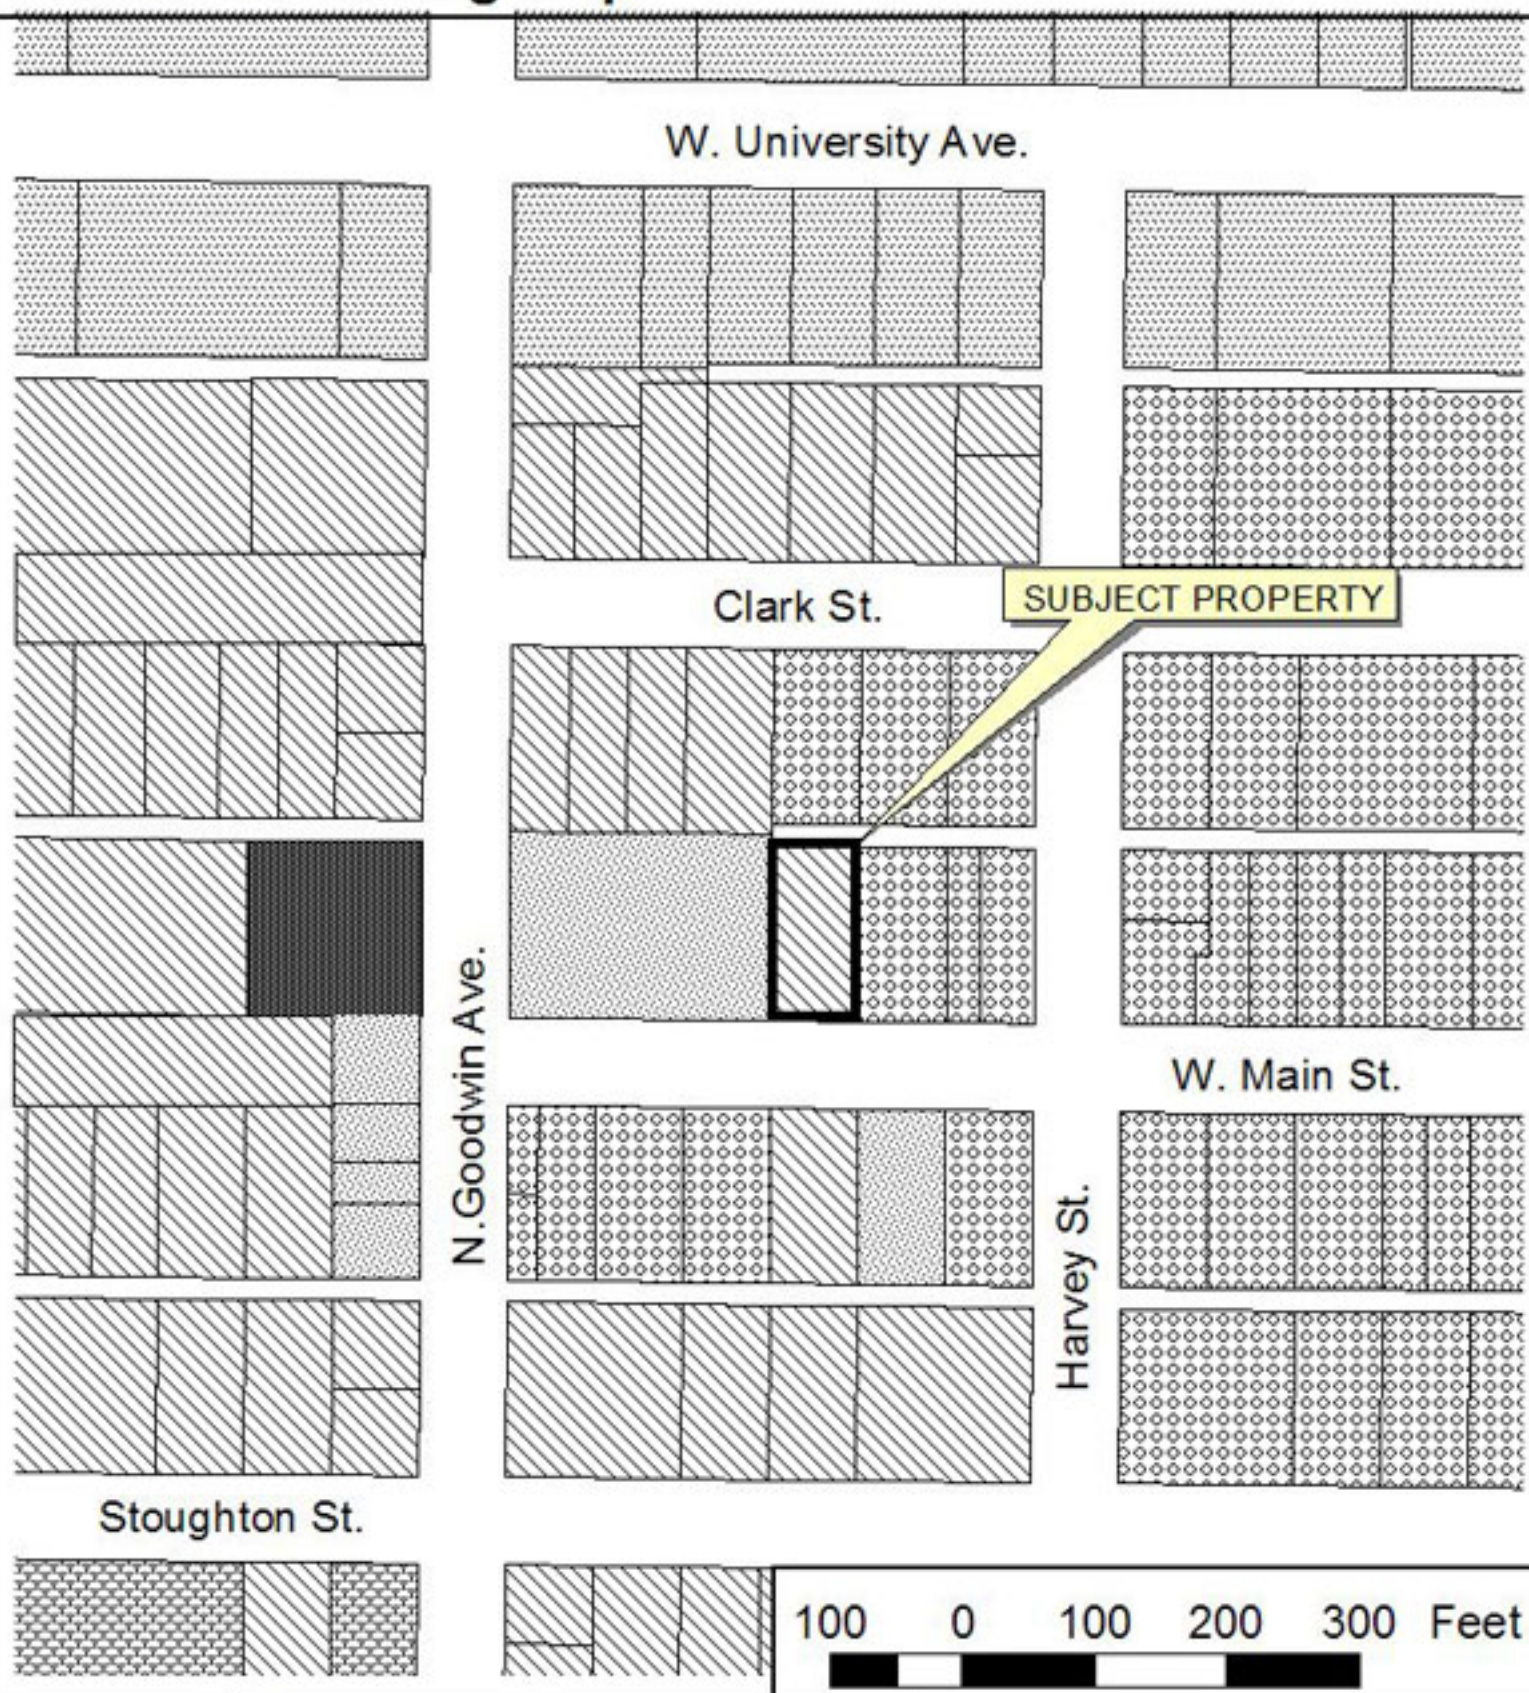 W. University Ave.
Clark St.
SUBJECT PROPERTY
N.Goodwin Ave.
W. Main St.
Harvey St.
Stoughton St.
100 0 100 200 300 Feet